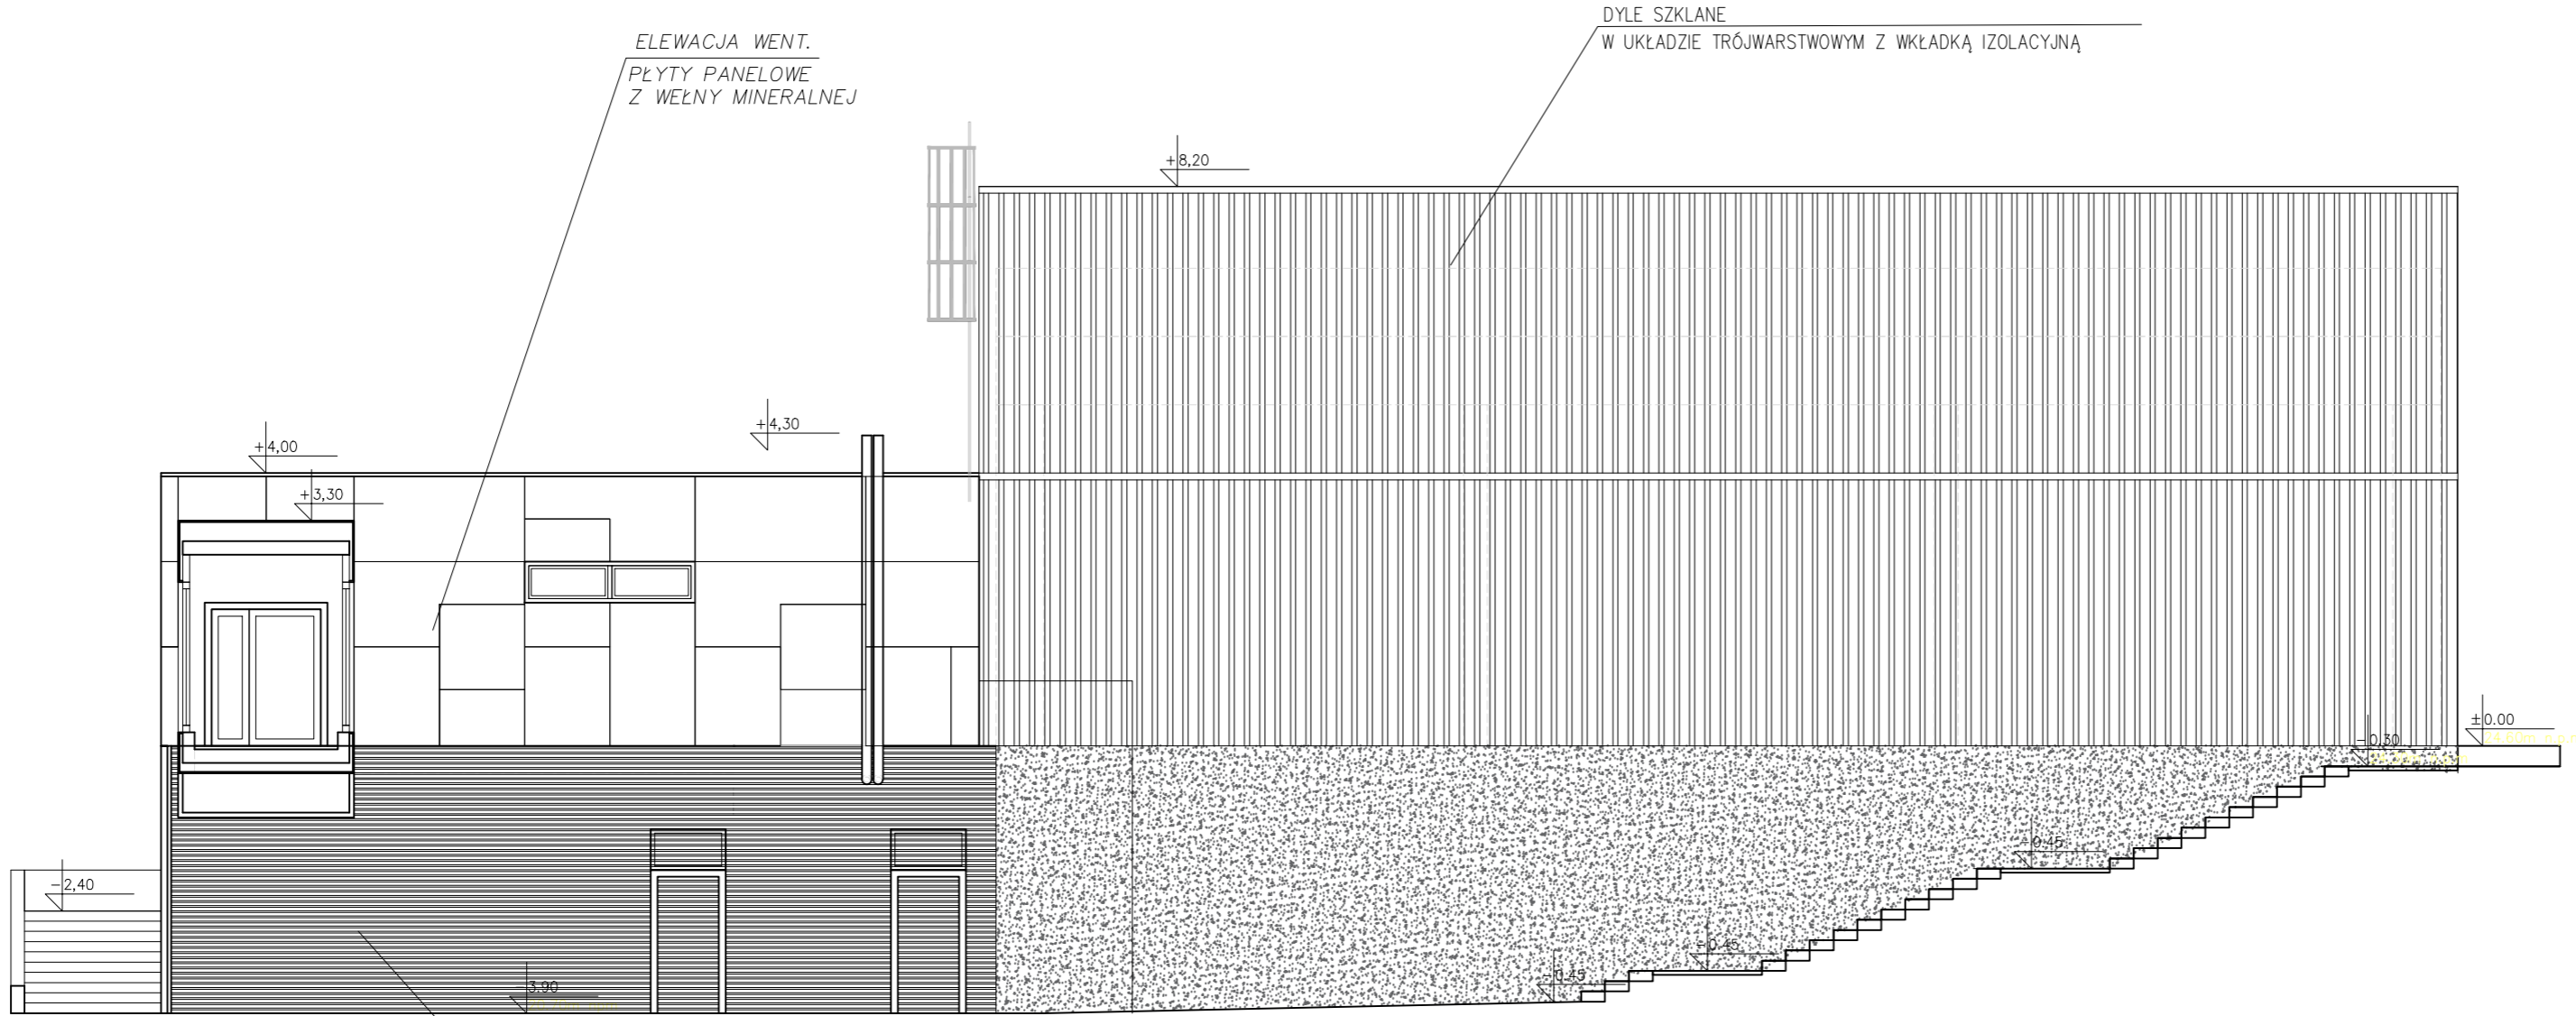 DYLE SZKLANE
W UKŁADZIE TRÓJWARSTWOWYM Z WKŁADKĄ IZOLACYJNĄ
ELEWACJA WENT.
PŁYTY PANELOWE
Z WEŁNY MINERALNEJ
+8,20
+4,30
+4,00
+3,30
±0.00
-0,30
-0.45
-2,40
-0.45
-0.45
-3.90